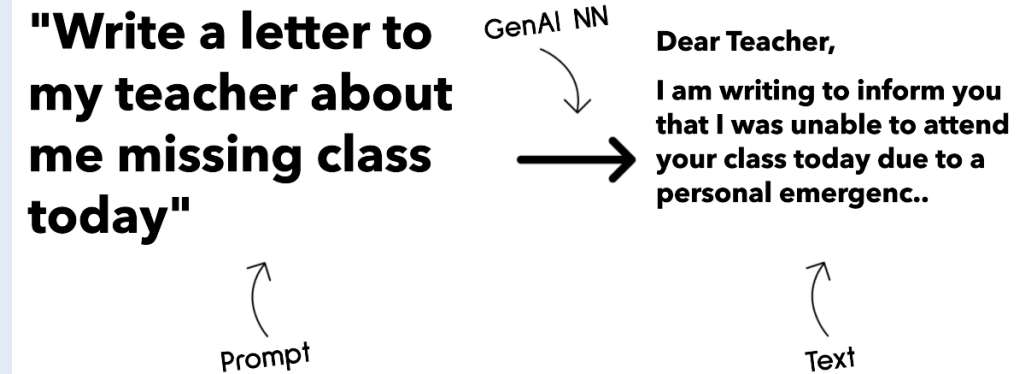 "Write a letter to
my teacher about
me missing class
today"
GenAI NN
Dear Teacher,
I am writing to inform you
that I was unable to attend
your class today due to a
personal emergenc..
Prompt
Text